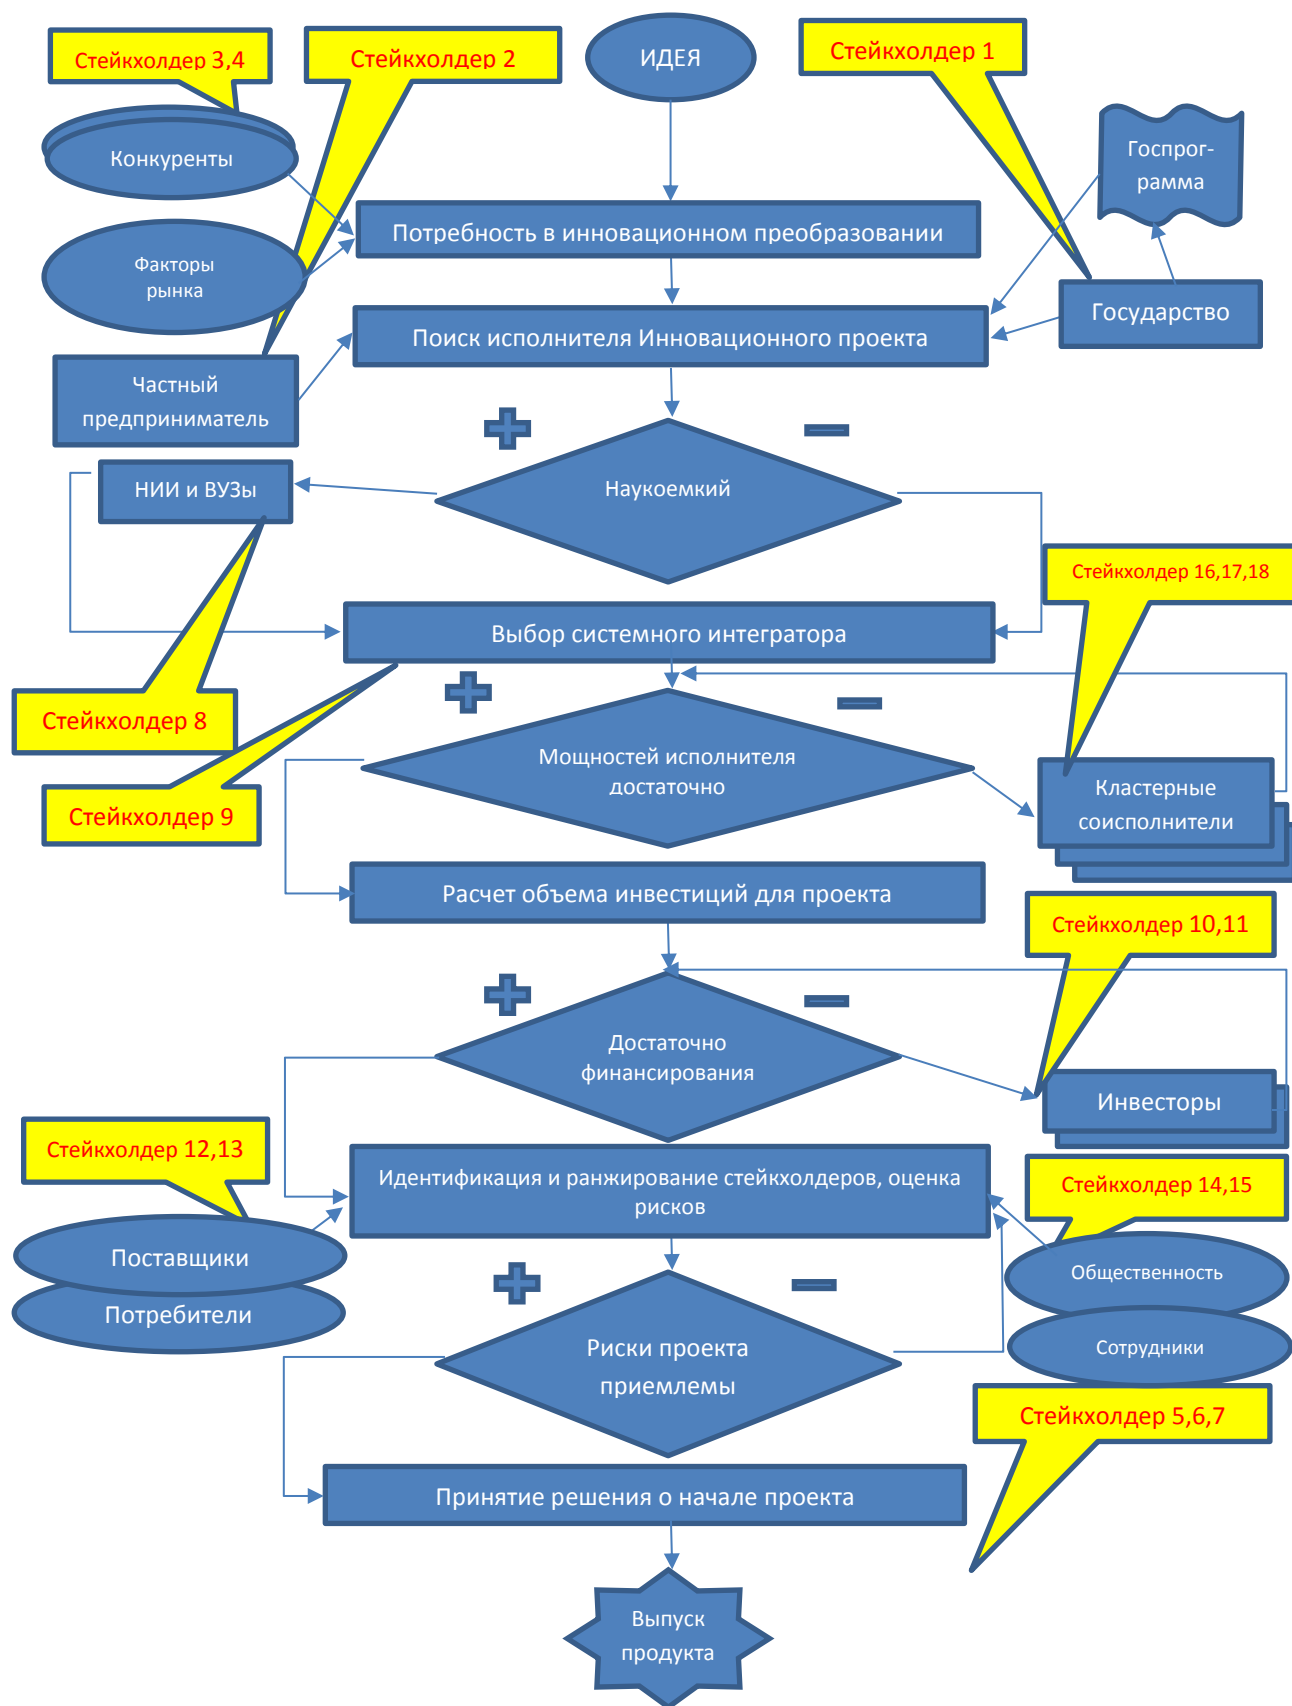 Стейкхолдер 3,4
Стейкхолдер 2
ИДЕЯ
Стейкхолдер 1
Конкуренты
Госпрог-
рамма
Потребность в инновационном преобразовании
Факторы
рынка
Государство
Поиск исполнителя Инновационного проекта
Частный
предприниматель
НИИ и ВУЗы
Наукоемкий
Стейкхолдер 16,17,18
Выбор системного интегратора
Стейкхолдер 8
Мощностей исполнителя
достаточно
Стейкхолдер 9
Кластерные
соисполнители
Расчет объема инвестиций для проекта
Стейкхолдер 10,11
Достаточно
финансирования
Инвесторы
Стейкхолдер 12,13
Идентификация и ранжирование стейкхолдеров, оценка
рисков
Стейкхолдер 14,15
Поставщики
Общественность
Потребители
Риски проекта
приемлемы
Сотрудники
Стейкхолдер 5,6,7
Принятие решения о начале проекта
Выпуск
продукта